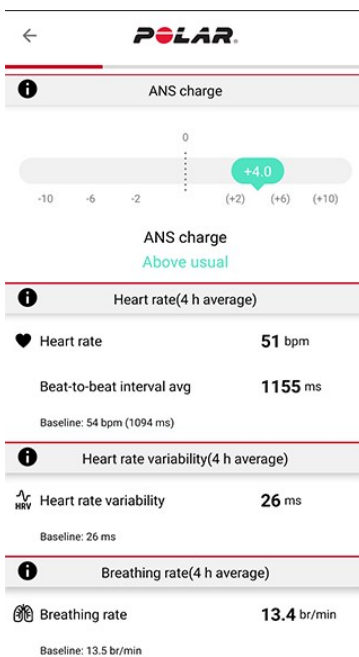 POLAR.
ANS charge
0
+4.0
-10 -6 -2 (+2) (+6) (+10)
ANS charge
Above usual
Heart rate(4 h average)
Heart rate 51 bpm
Beat-to-beat interval avg 1155 ms
Baseline: 54 bpm (1094 ms)
Heart rate variability(4 h average)
HRV Heart rate variability 26 ms
Baseline: 26 ms
Breathing rate(4 h average)
Breathing rate 13.4 br/min
Baseline: 13.5 br/min